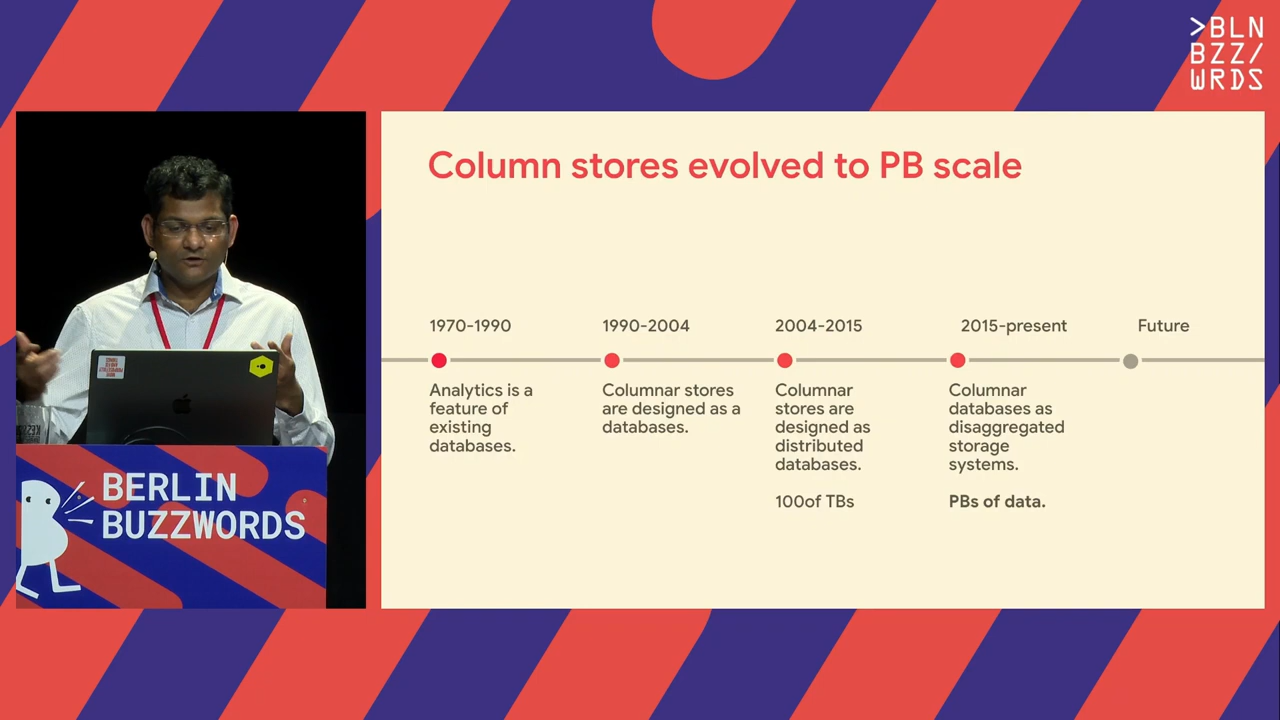 >BLN
BZZ/
WRDS
Column stores evolved to PB scale
1970-1990
1990-2004
2004-2015
2015-present
Future
Analytics is a
feature of
existing
databases.
Columnar stores
are designed as a
databases.
Columnar
stores are
designed as
distributed
databases.
100of TBs
Columnar
databases as
disaggregated
storage
systems.
PBs of data.
BERLIN
BUZZWORDS